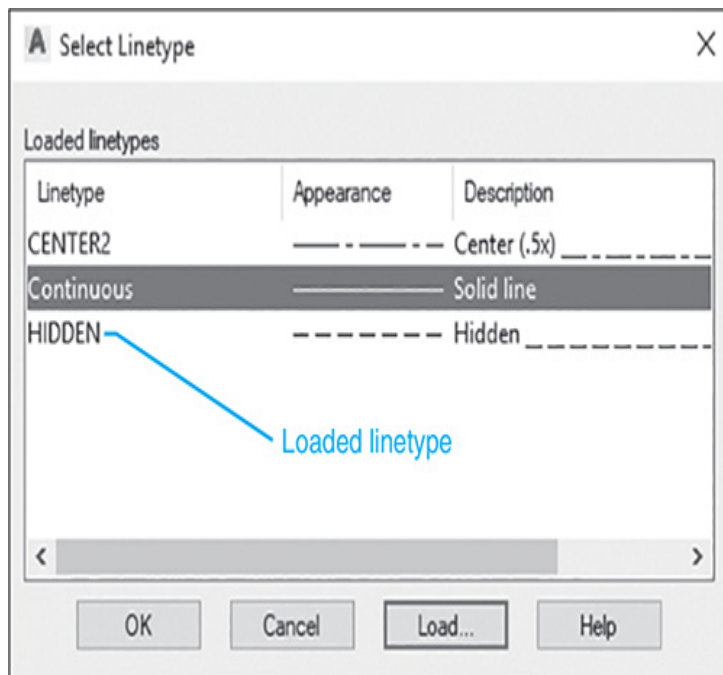 A Select Linetype X
Loaded linetypes
Linetype Appearance Description
CENTER2 Center (.5x)
Continuous Solid line
HIDDEN Hidden
Loaded linetype
OK Cancel Load... Help